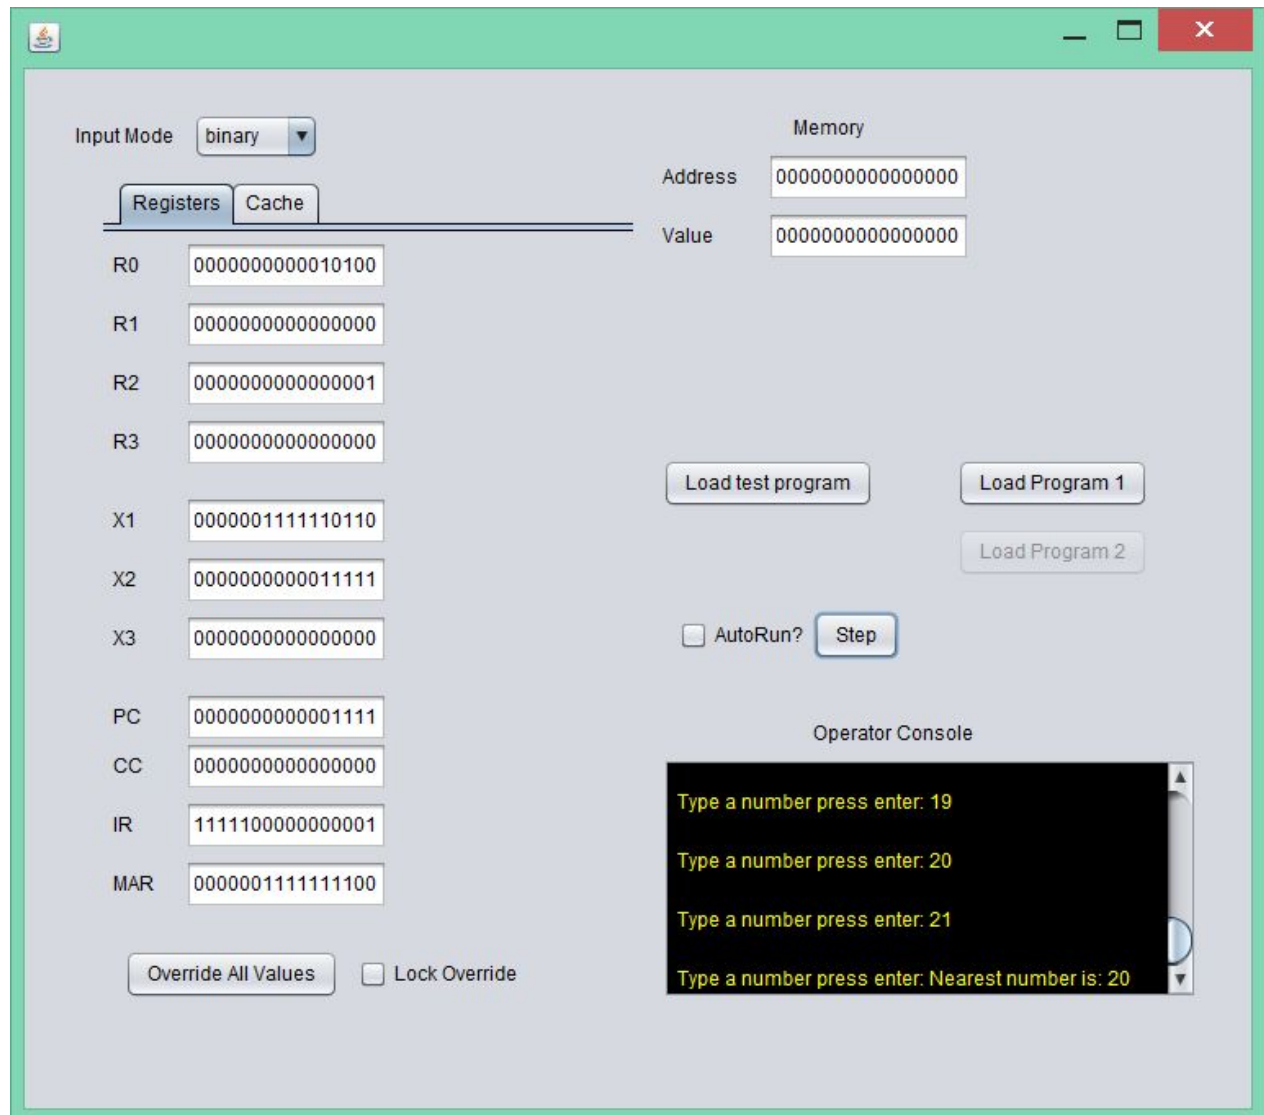 Input Mode binary
Registers Cache
R0 0000000000010100
R1 0000000000000000
R2 0000000000000001
R3 0000000000000000
X1 0000001111110110
X2 0000000000011111
X3 0000000000000000
PC 0000000000001111
CC 0000000000000000
IR 1111100000000001
MAR 0000001111111100
Override All Values Lock Override
Memory
Address 0000000000000000
Value 0000000000000000
Load test program Load Program 1
Load Program 2
AutoRun? Step
Operator Console
Type a number press enter: 19
Type a number press enter: 20
Type a number press enter: 21
Type a number press enter: Nearest number is: 20